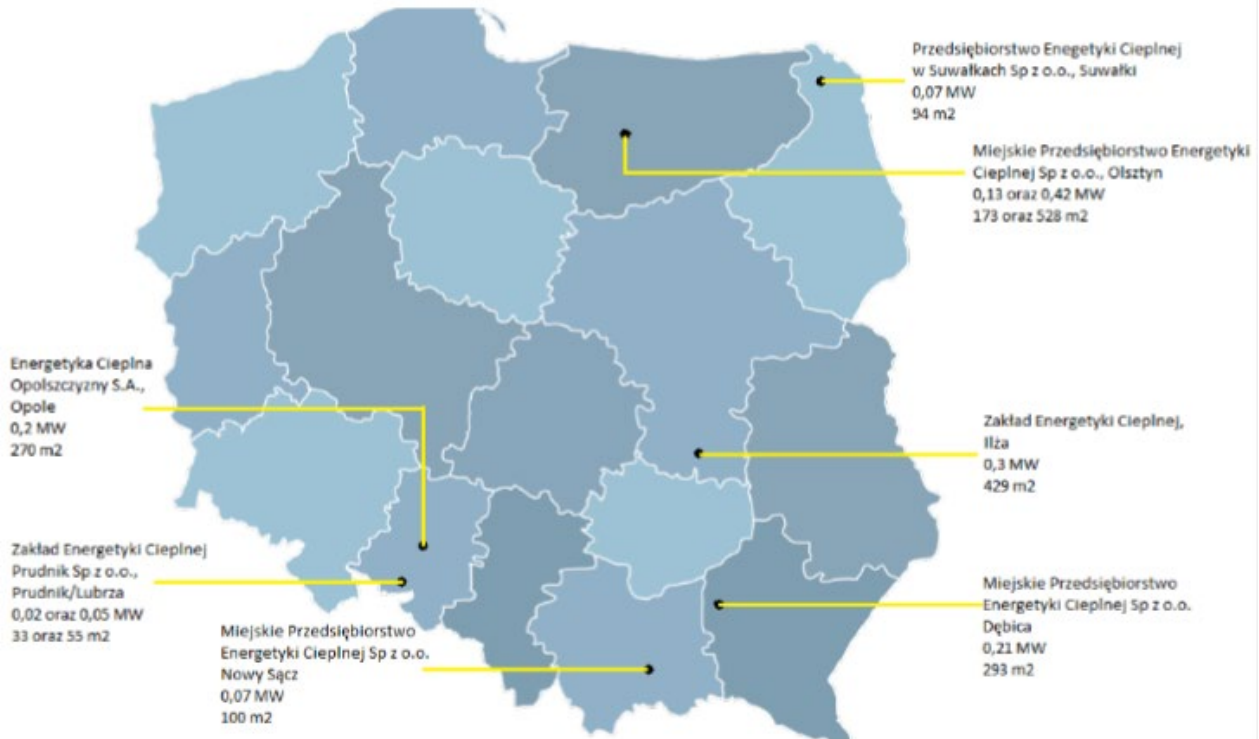 Przedsiębiorstwo Enegetyki Cieplnej
w Suwałkach Sp z o.o., Suwałki
0,07 MW
94 m2
Miejskie Przedsiębiorstwo Energetyki
Cieplnej Sp z o.o., Olsztyn
0,13 oraz 0,42 MW
173 oraz 528 m2
Energetyka Cieplna
Opolszczyzny S.A.,
Opole
0,2 MW
270 m2
Zakład Energetyki Cieplnej,
Iłża
0,3 MW
429 m2
Zakład Energetyki Cieplnej
Prudnik Sp z o.o.,
Prudnik/Lubrza
0,02 oraz 0,05 MW
33 oraz 55 m2
Miejskie Przedsiębiorstwo
Energetyki Cieplnej Sp z o.o.
Dębica
0,21 MW
293 m2
Miejskie Przedsiębiorstwo
Energetyki Cieplnej Sp z o.o.
Nowy Sącz
0,07 MW
100 m2